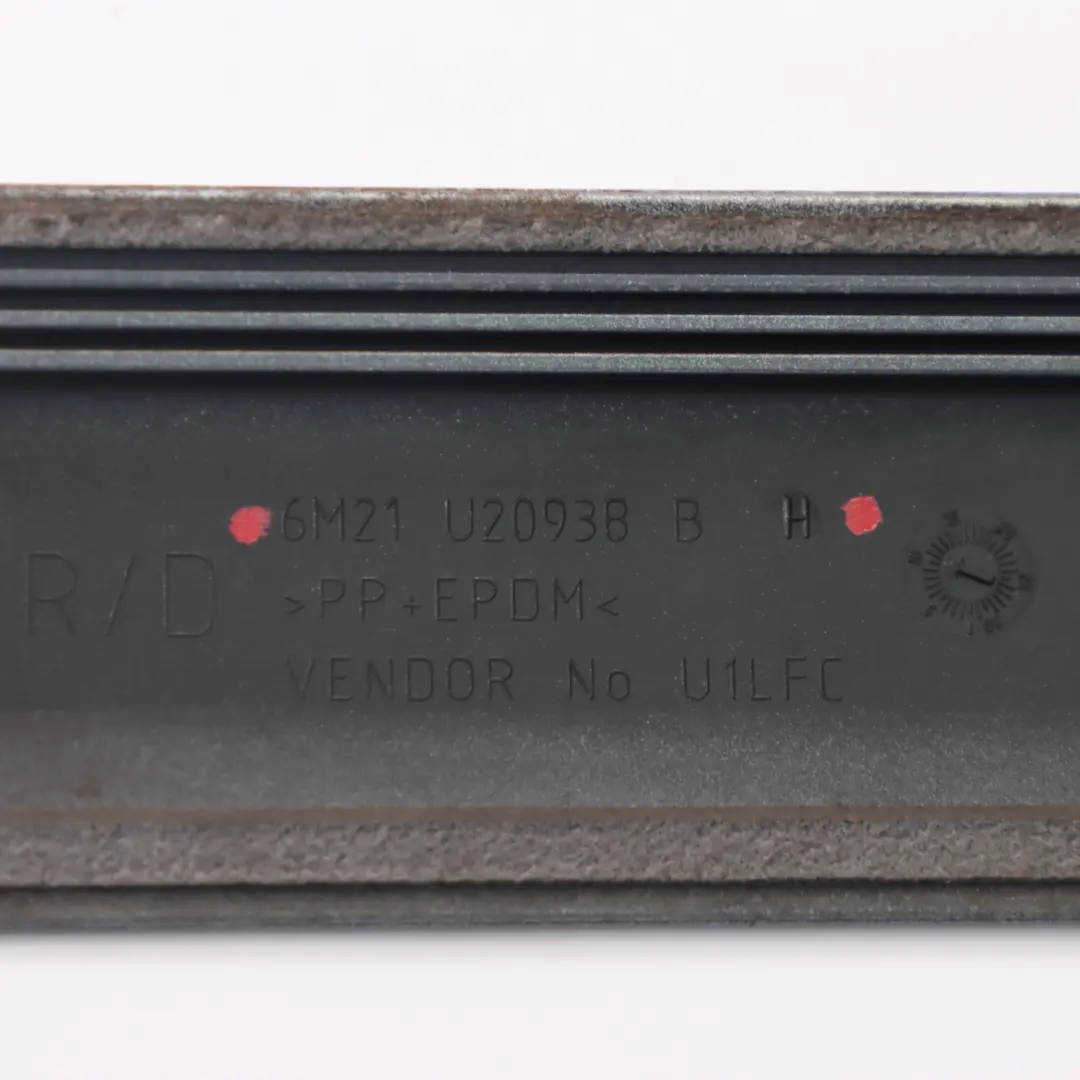 6M21 U20938 B H
R/D
>PP+EPDM<
VENDOR No U1LFC